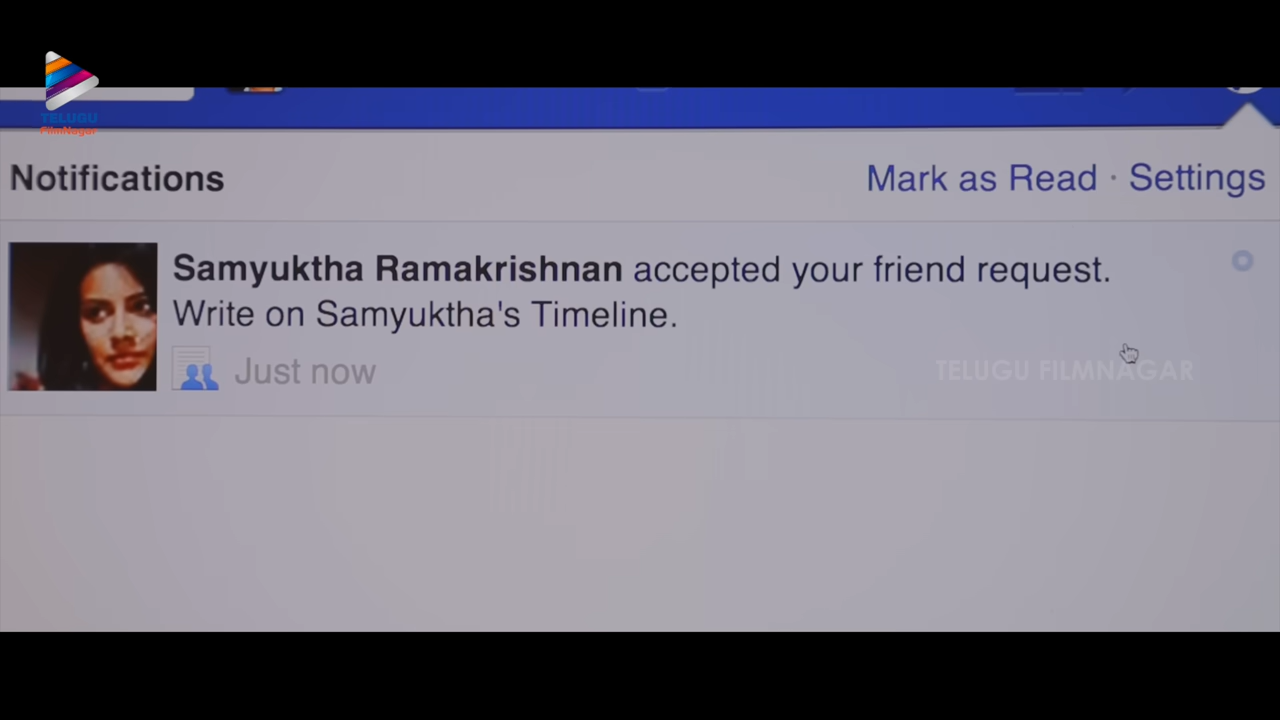 TELUGU
FilmNagar
Notifications
Mark as Read · Settings
Samyuktha Ramakrishnan accepted your friend request.
Write on Samyuktha's Timeline.
Just now
TELUGU FILMNAGAR